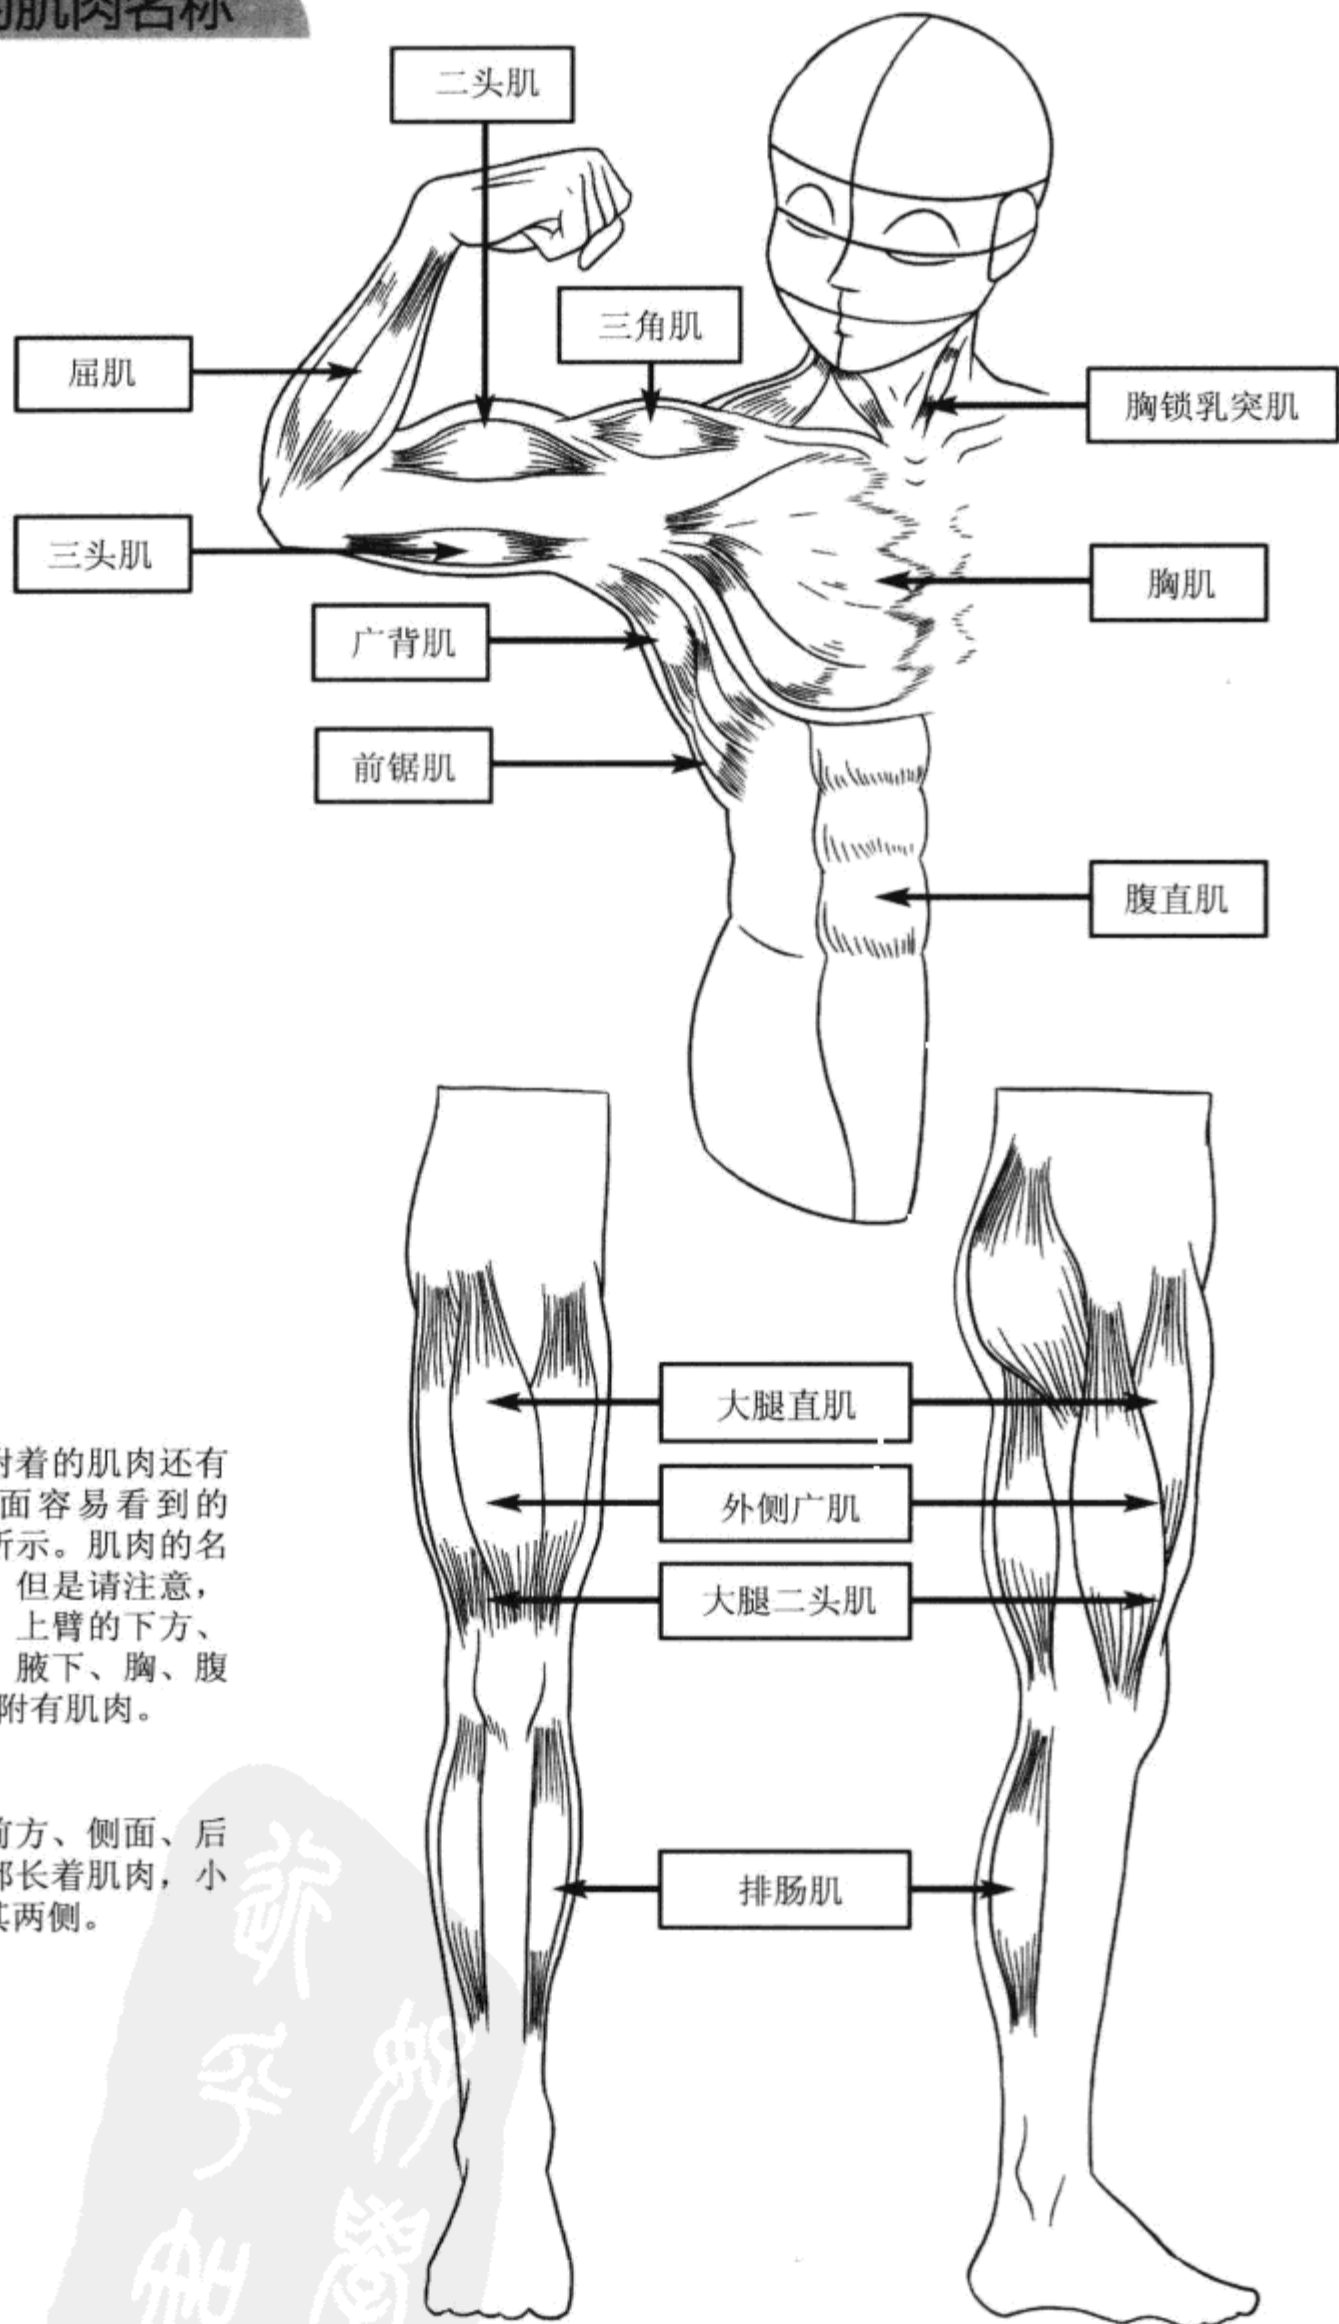 肌肉名称
二头肌
三角肌
屈肌
胸锁乳突肌
三头肌
胸肌
广背肌
前锯肌
腹直肌
大腿直肌
外侧广肌
大腿二头肌
附着的肌肉还有
面容易看到的
所示。肌肉的名
但是请注意，
上臂的下方、
腋下、胸、腹
附有肌肉。
前方、侧面、后
都长着肌肉，小
其两侧。
排肠肌